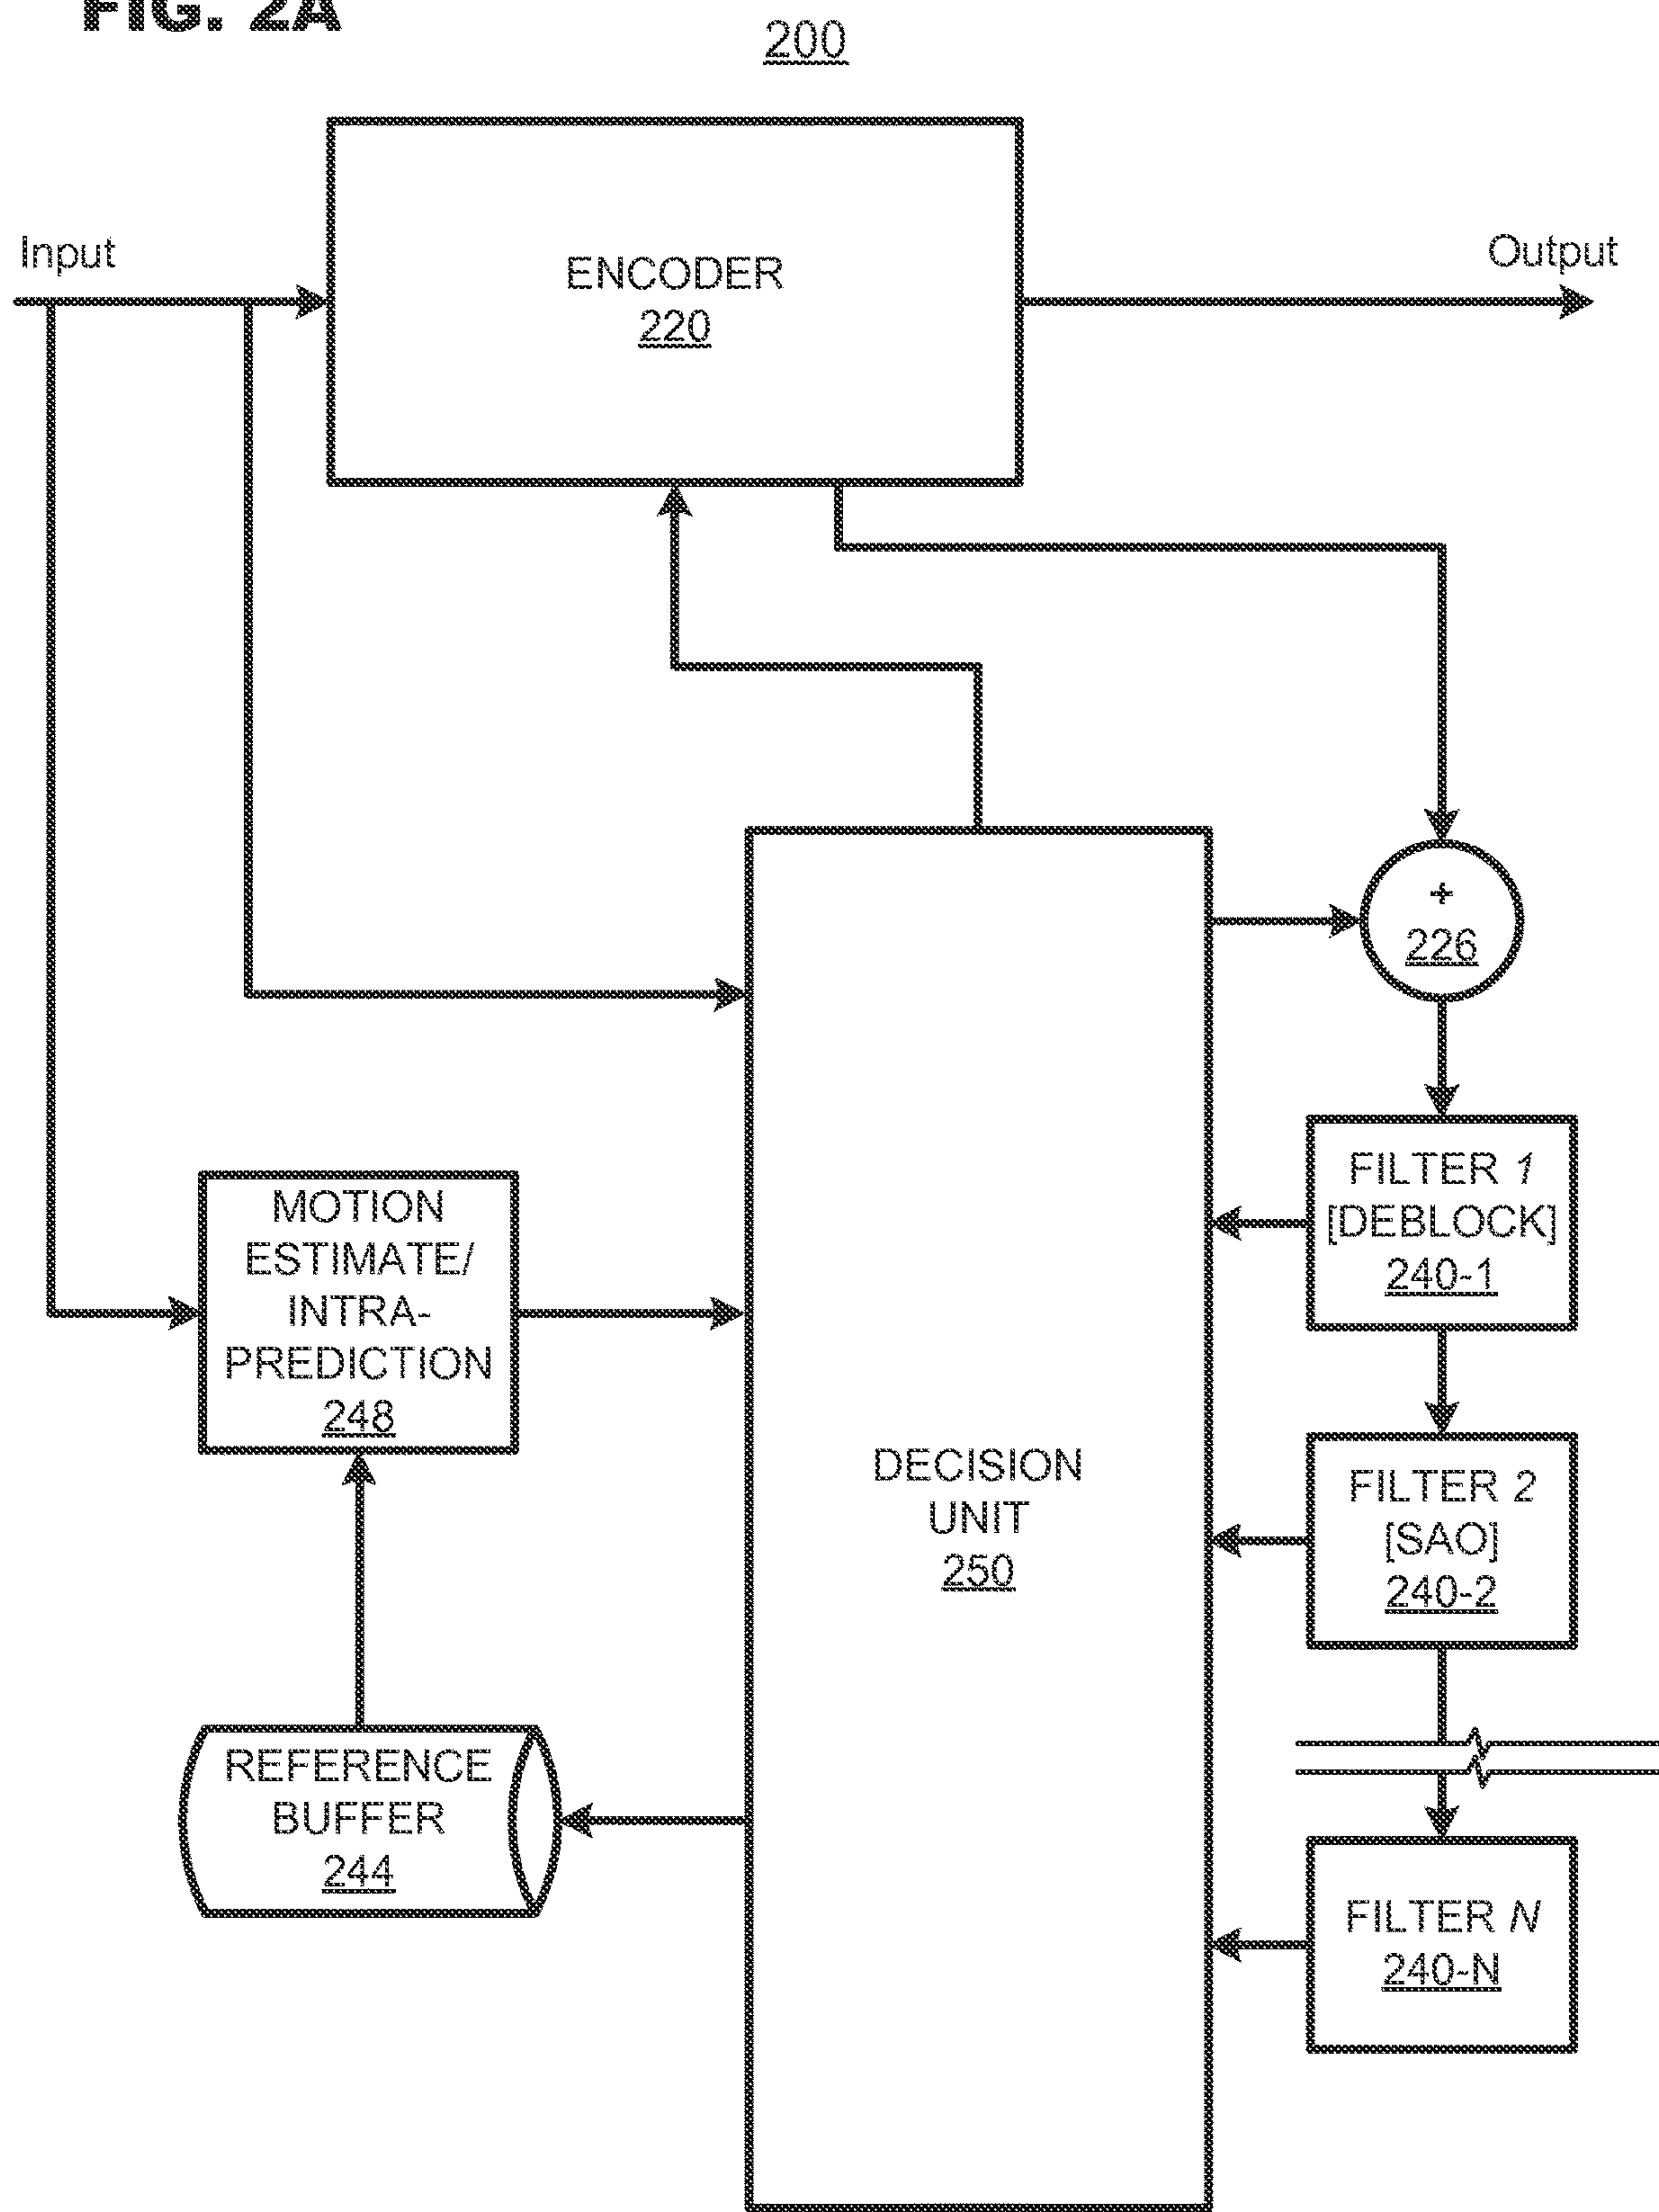 FIG. 2A
200
Input
ENCODER
220
Output
+
226
FILTER 1
[DEBLOCK]
240-1
MOTION
ESTIMATE/
INTRA-
PREDICTION
248
DECISION
UNIT
250
FILTER 2
[SAO]
240-2
REFERENCE
BUFFER
244
FILTER N
240-N